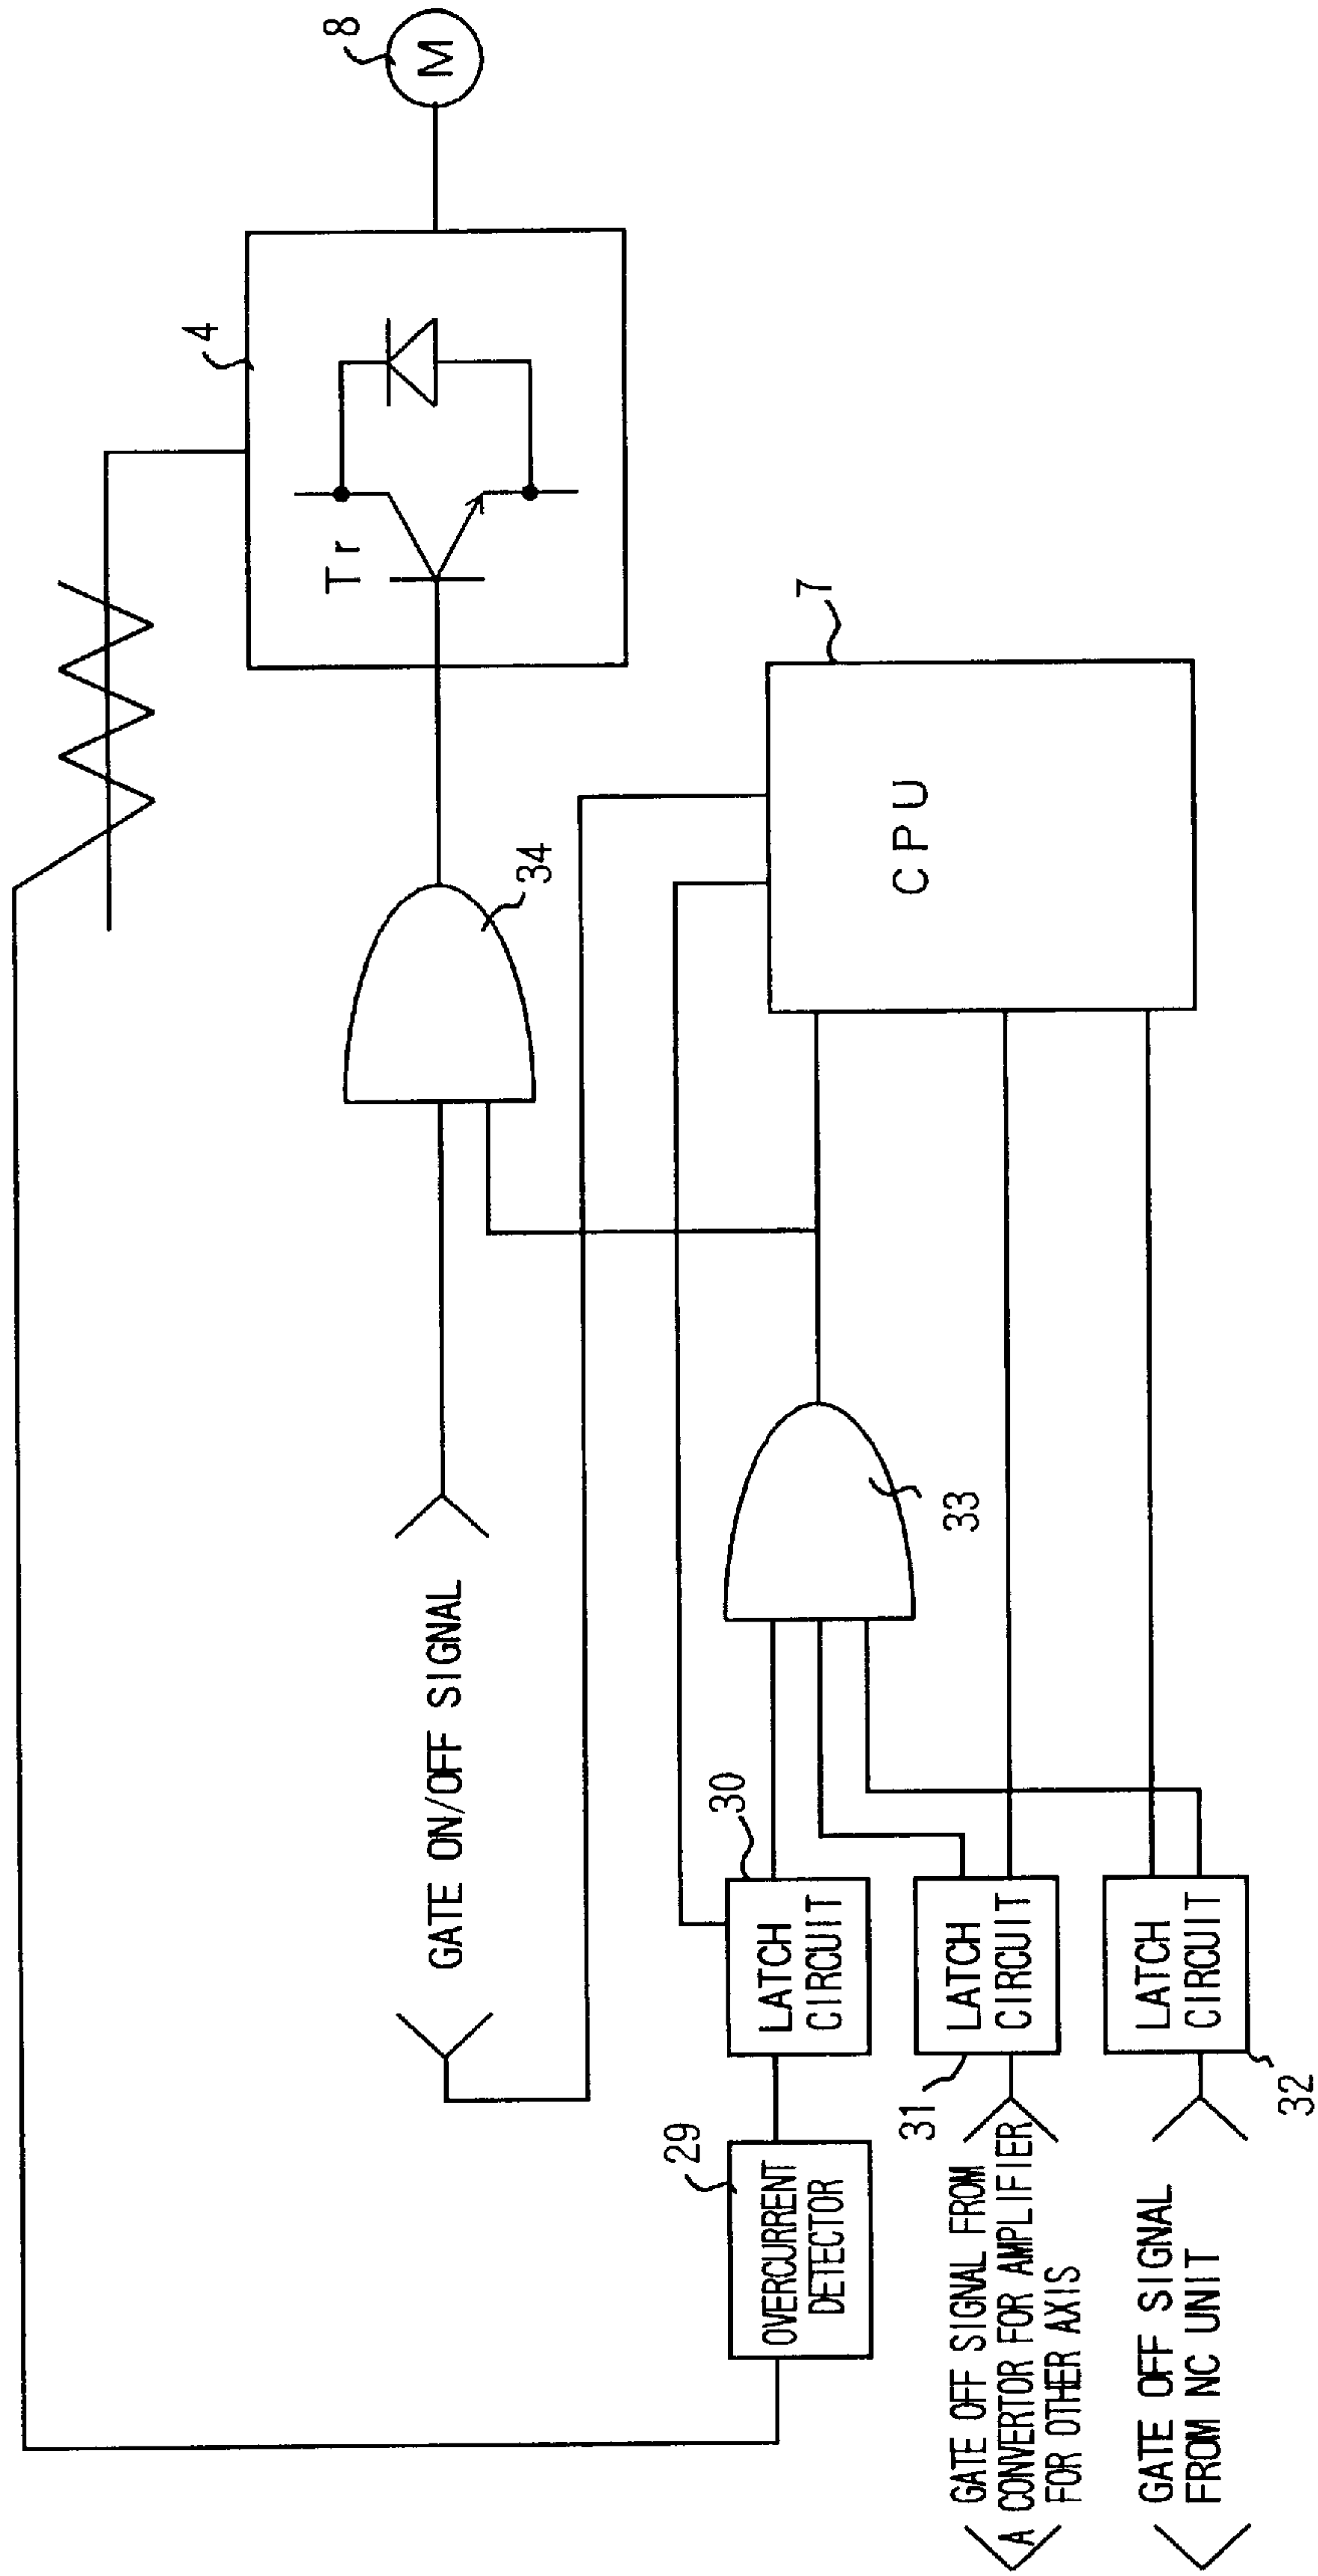 8
M
4
Tr
34
7
CPU
GATE ON/OFF SIGNAL
33
30
LATCH
CIRCUIT
29
OVERCURRENT
DETECTOR
31
LATCH
CIRCUIT
GATE OFF SIGNAL FROM
A CONVERTOR FOR AMPLIFIER
FOR OTHER AXIS
32
LATCH
CIRCUIT
GATE OFF SIGNAL
FROM NC UNIT